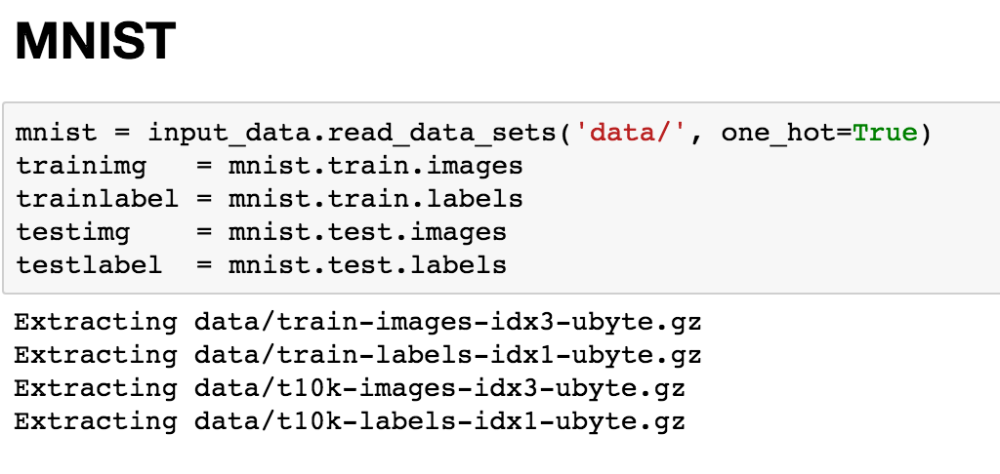 MNIST
mnist = input_data.read_data_sets('data/', one_hot=True)
trainimg   = mnist.train.images
trainlabel = mnist.train.labels
testimg    = mnist.test.images
testlabel  = mnist.test.labels
Extracting data/train-images-idx3-ubyte.gz
Extracting data/train-labels-idx1-ubyte.gz
Extracting data/t10k-images-idx3-ubyte.gz
Extracting data/t10k-labels-idx1-ubyte.gz